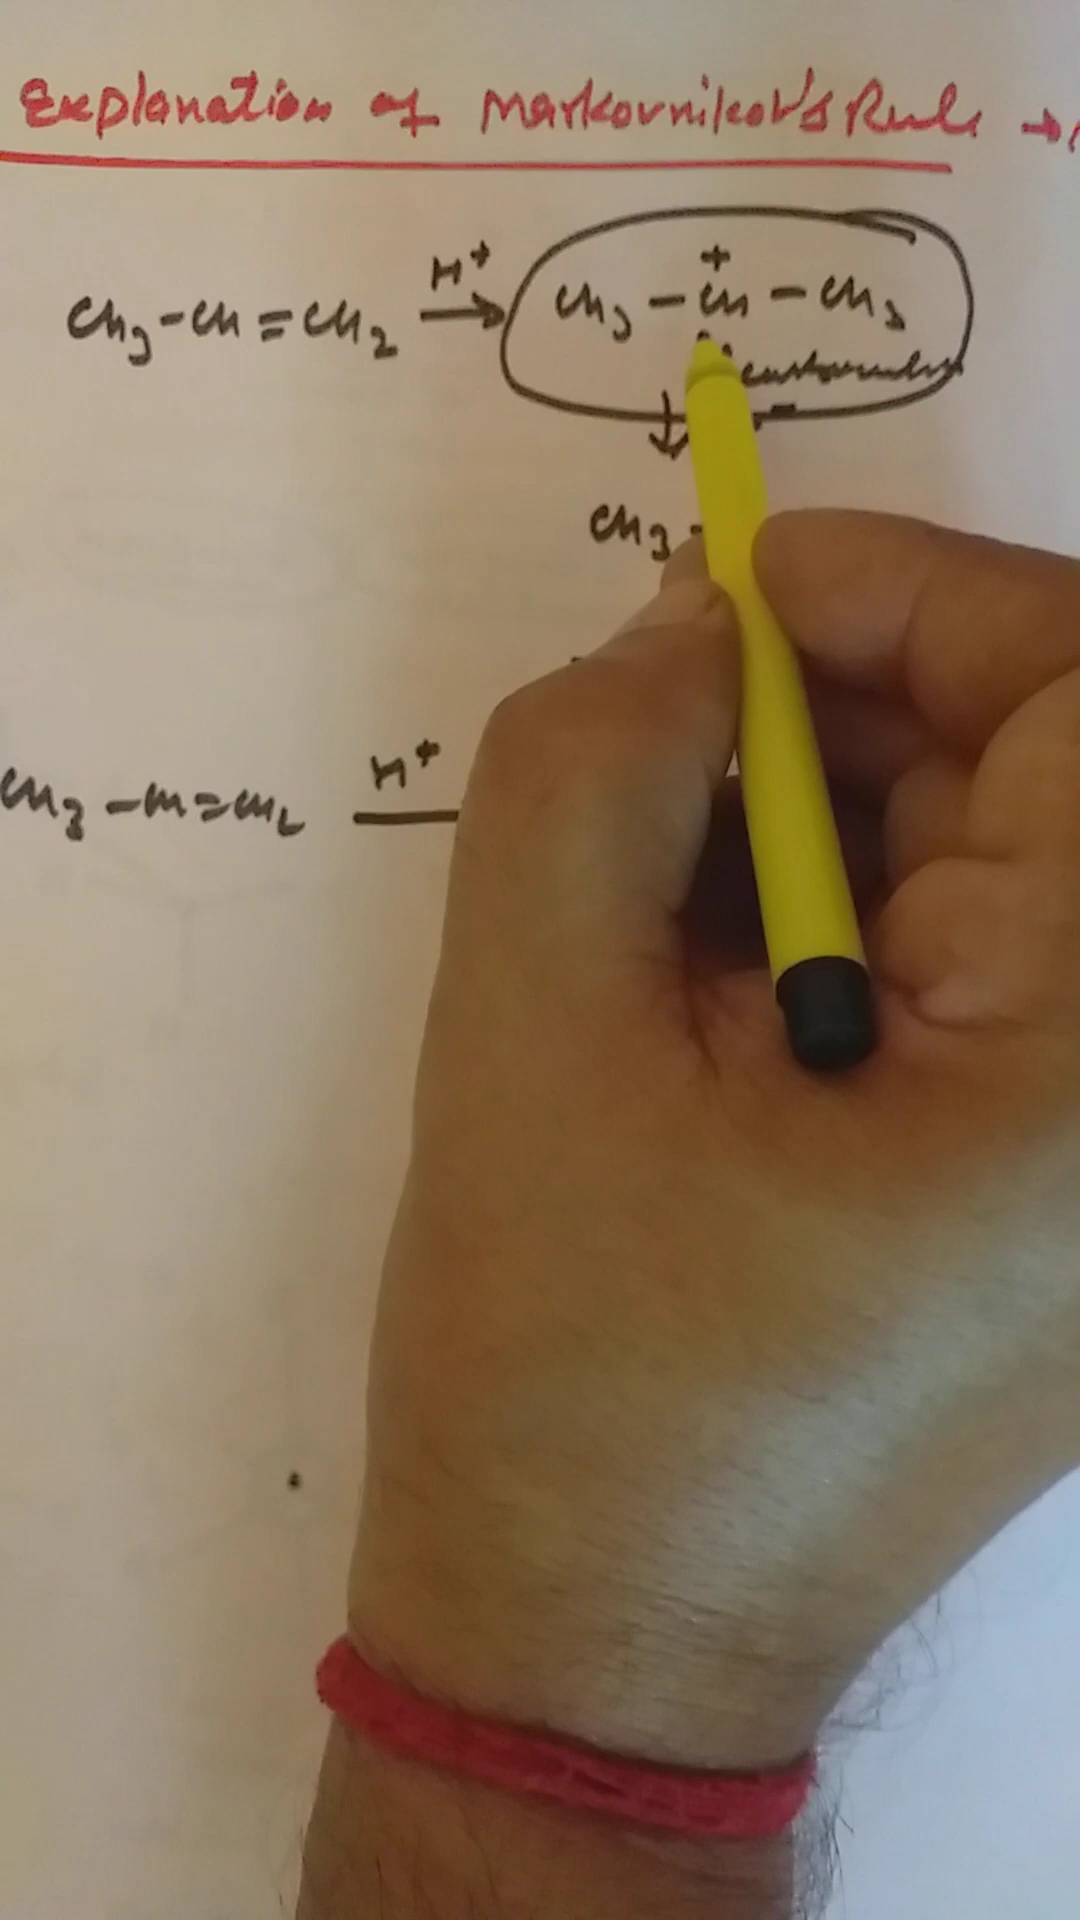 Explanation of Markovnikov's Rule →
H⁺ +
CH₃-CH=CH₂ → CH₃-CH-CH₃
↓
CH₃-
H⁺
CH₃-CH=CH₂